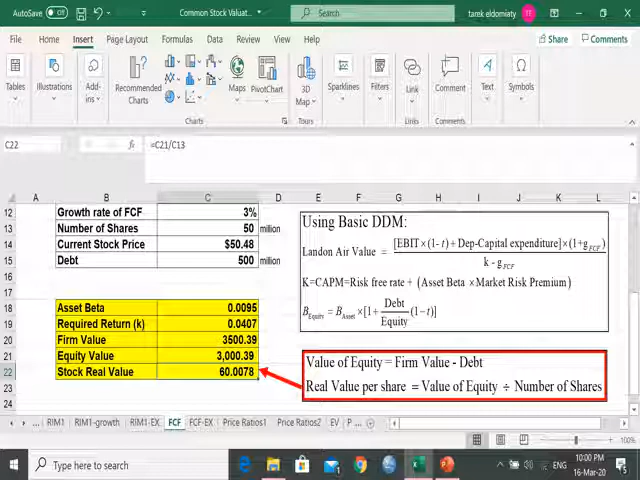 AutoSave Off Common Stock Valuat... Search tarek eldomiaty TE
File Home Insert Page Layout Formulas Data Review View Help Share Comments
Tables Illustrations Add-ins Recommended Charts Maps PivotChart 3D Map Sparklines Filters Link Comment Text Symbols
Charts Tours Links Comments
C22 fx =C21/C13
A B C D E F G H I J K L
12 Growth rate of FCF 3%
13 Number of Shares 50 million
14 Current Stock Price $50.48
15 Debt 500 million
16
17
18 Asset Beta 0.0095
19 Required Return (k) 0.0407
20 Firm Value 3500.39
21 Equity Value 3,000.39
22 Stock Real Value 60.0078
23
24
Using Basic DDM:
Landon Air Value = [EBIT×(1-t)+Dep-Capital expenditure]×(1+g_FCF) / k - g_FCF
K=CAPM=Risk free rate + (Asset Beta ×Market Risk Premium)
B_Equity = B_Asset ×[1+ Debt / Equity (1-t)]
Value of Equity = Firm Value - Debt
Real Value per share = Value of Equity ÷ Number of Shares
RIM1 RIM1-growth RIM1-EX FCF FCF-EX Price Ratios1 Price Ratios2 EV P ...
100%
Type here to search 10:00 PM
16-Mar-20